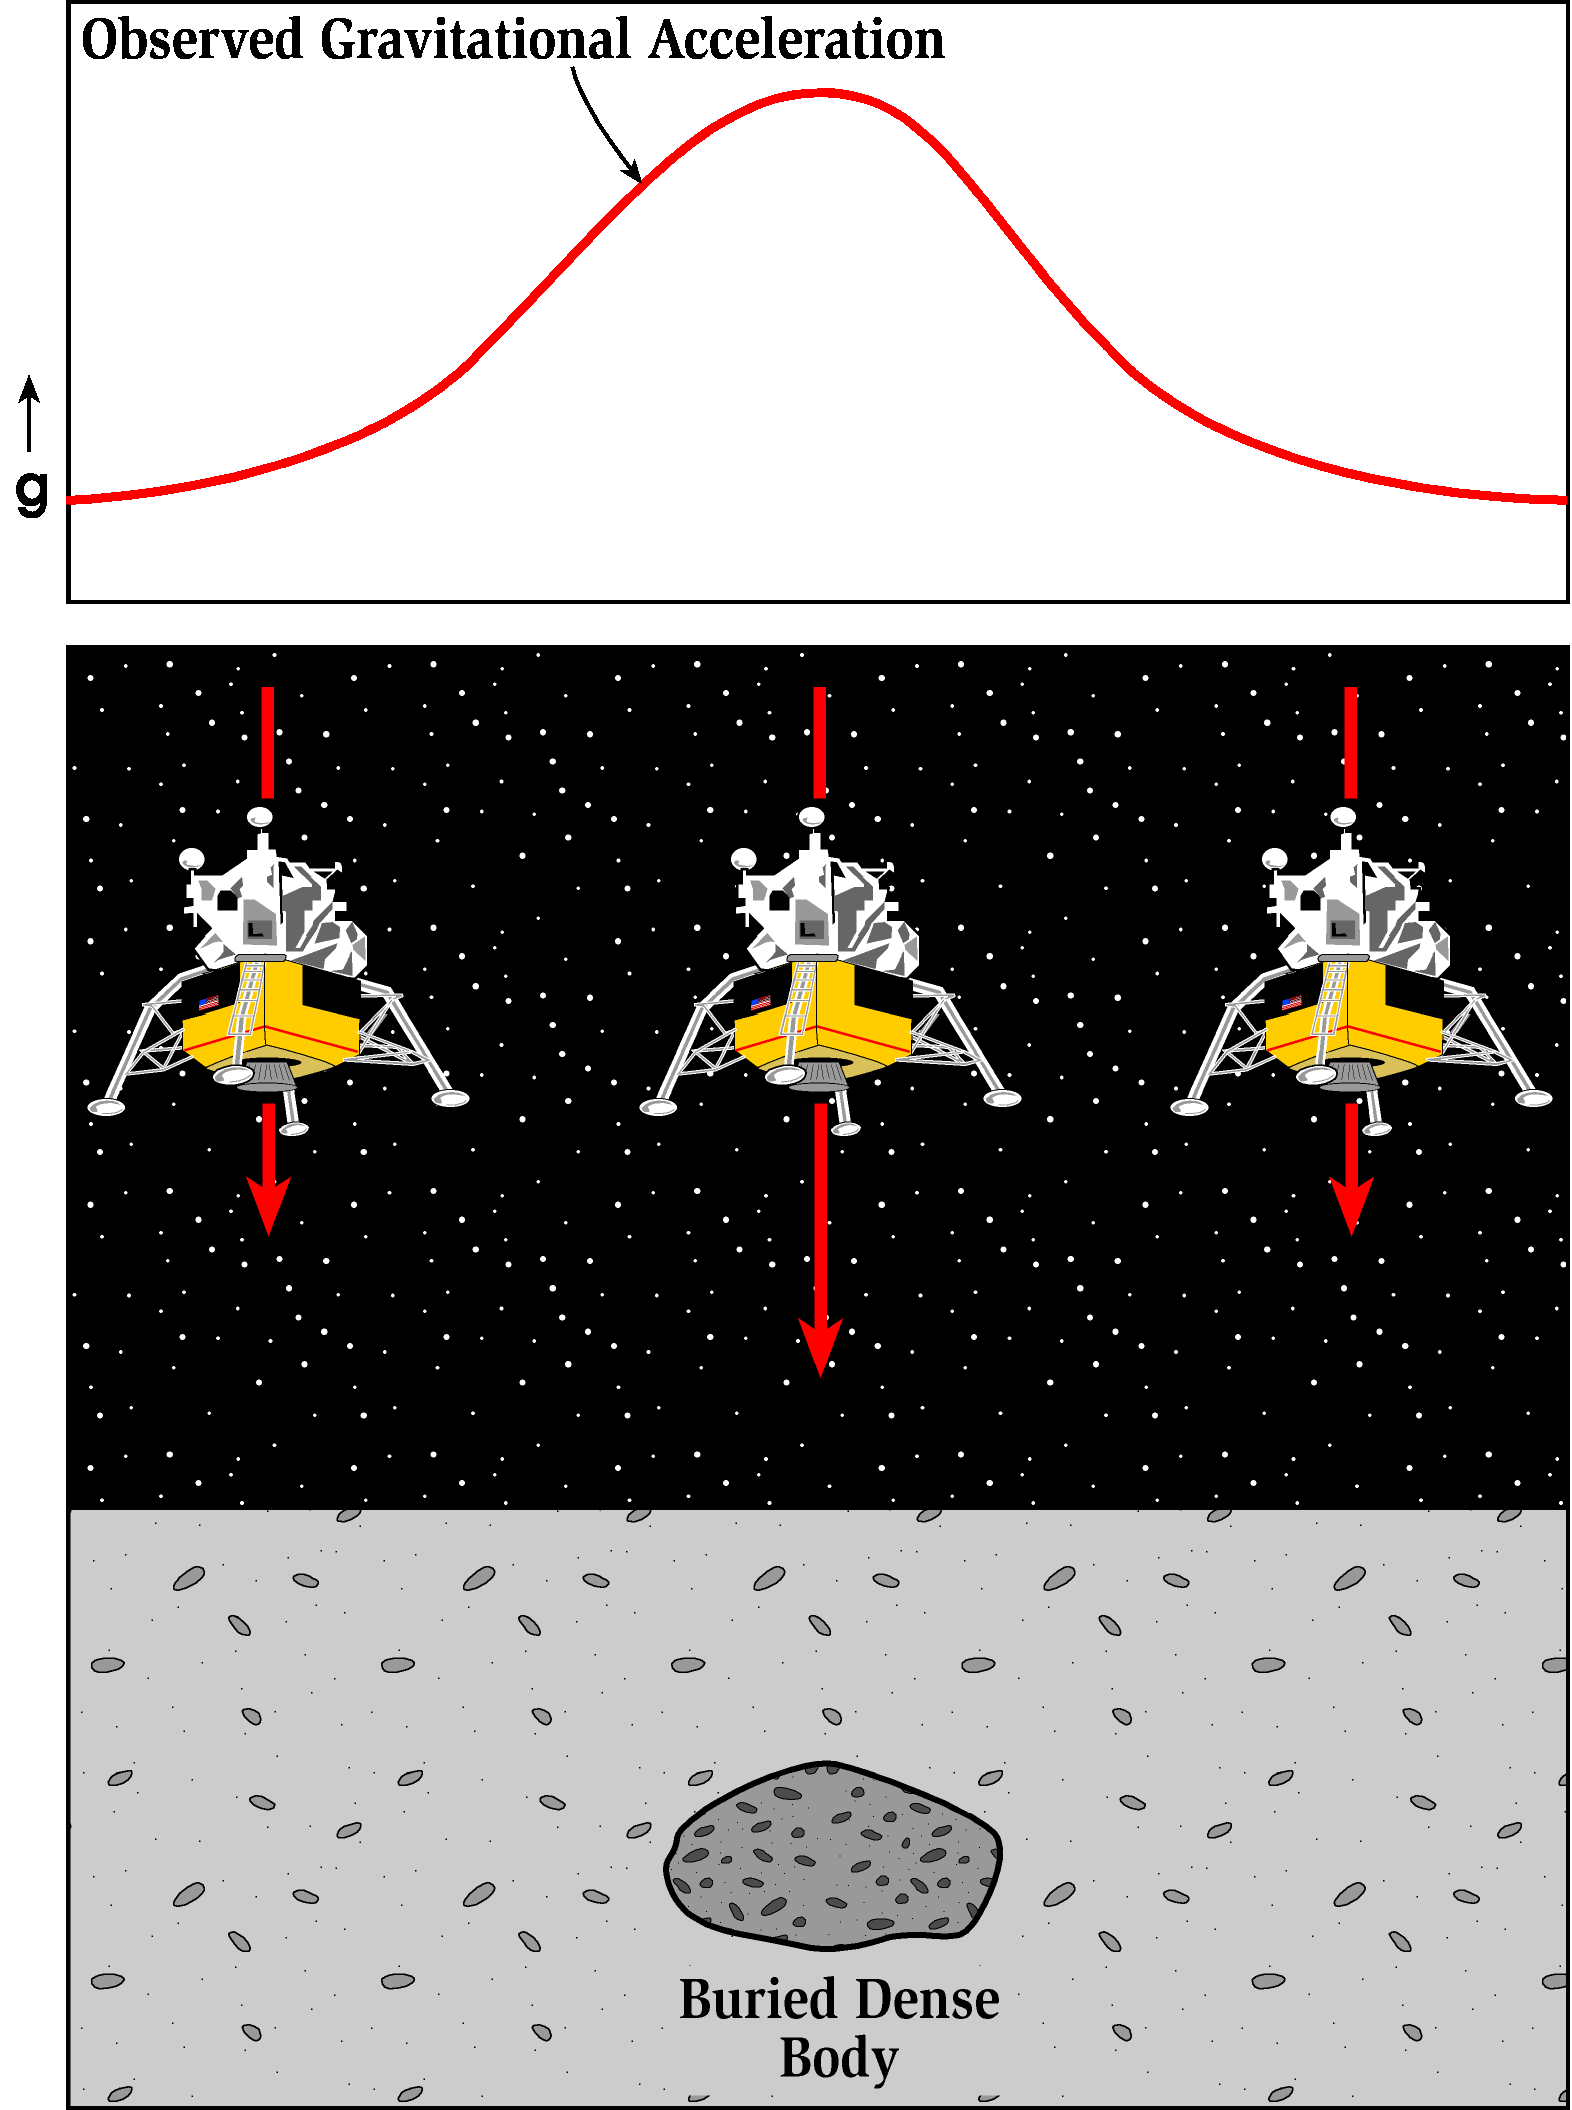 Observed Gravitational Acceleration
g
Buried Dense
Body